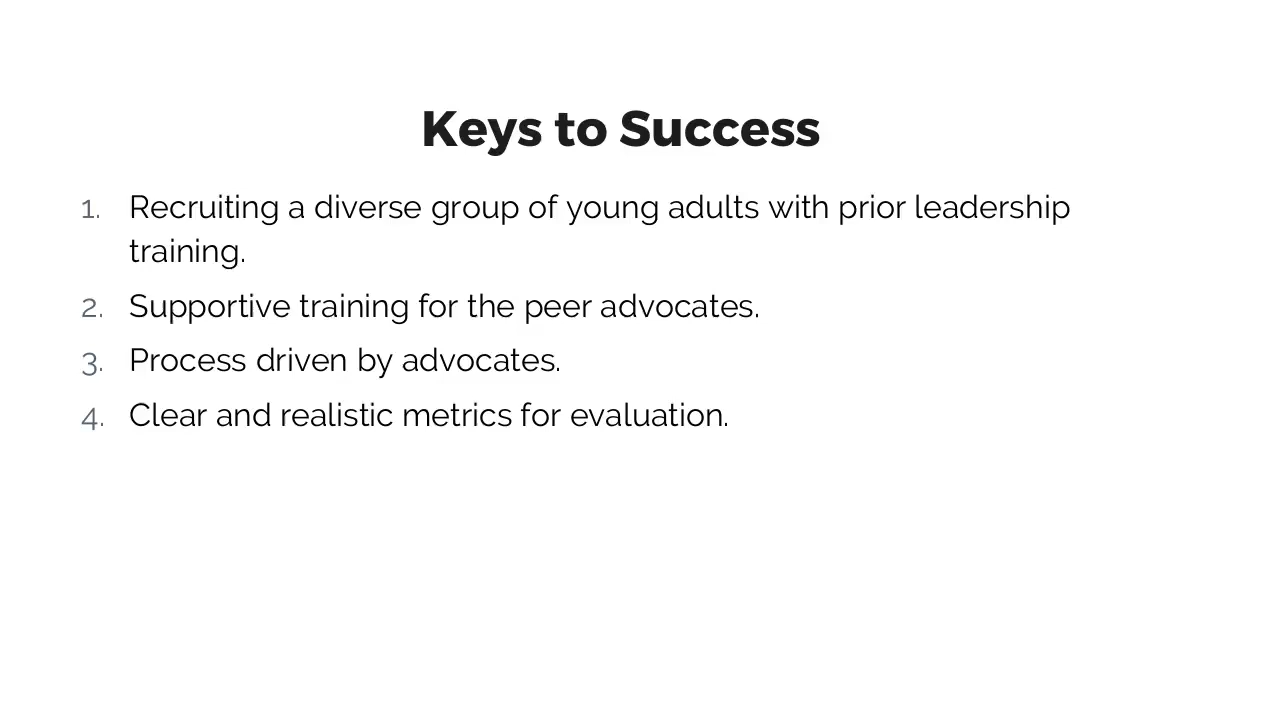 Keys to Success
1. Recruiting a diverse group of young adults with prior leadership
training.
2. Supportive training for the peer advocates.
3. Process driven by advocates.
4. Clear and realistic metrics for evaluation.